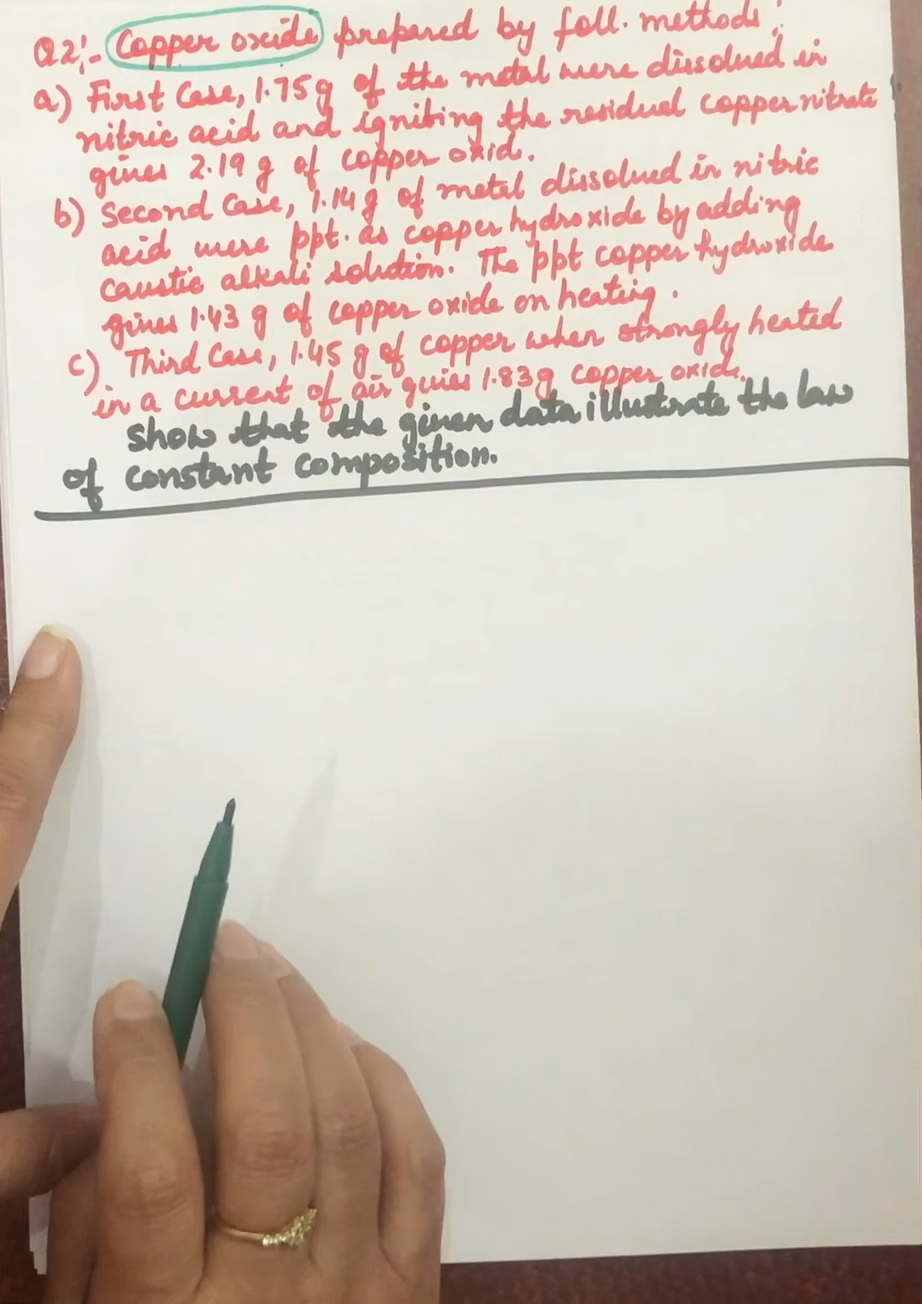 Q2:- Copper oxide prepared by foll. methods:
a) First Case, 1.75g of the metal were dissolved in
nitric acid and igniting the residual copper nitrate
gives 2.19 g of copper oxid.
b) Second Case, 1.14g of metal dissolved in nitric
acid were ppt. as copper hydroxide by adding
caustic alkali solution. The ppt copper hydroxide
gives 1.43 g of copper oxide on heating.
c) Third Case, 1.45 g of copper when strongly heated
in a current of air gives 1.83g copper oxide.
show that the given data illustrate the law
of constant composition.